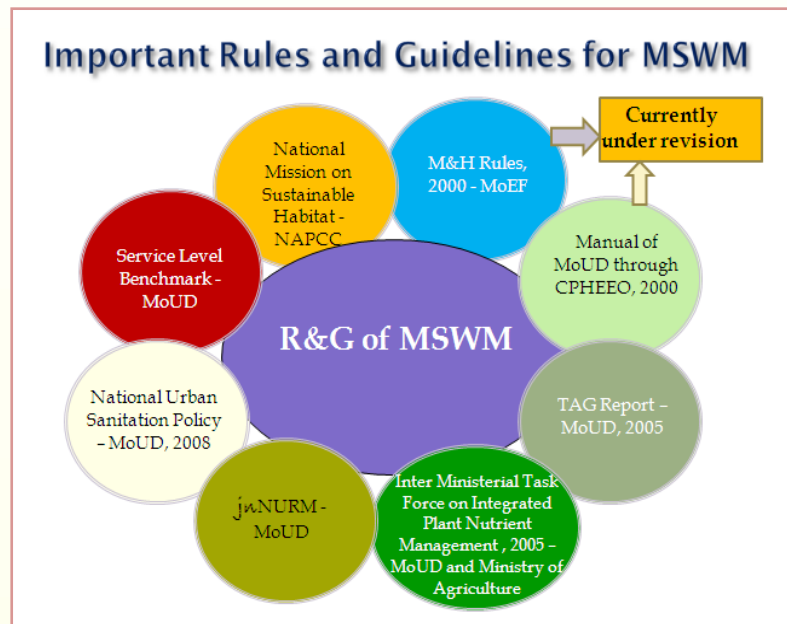 Important Rules and Guidelines for MSWM
Currently
under revision
M&H Rules,
2000 - MoEF
Manual of
MoUD through
CPHEEO, 2000
TAG Report –
MoUD, 2005
Inter Ministerial Task
Force on Integrated
Plant Nutrient
Management , 2005 –
MoUD and Ministry of
Agriculture
jnNURM -
MoUD
National Urban
Sanitation Policy
– MoUD, 2008
Service Level
Benchmark -
MoUD
National
Mission on
Sustainable
Habitat -
NAPCC
R&G of MSWM